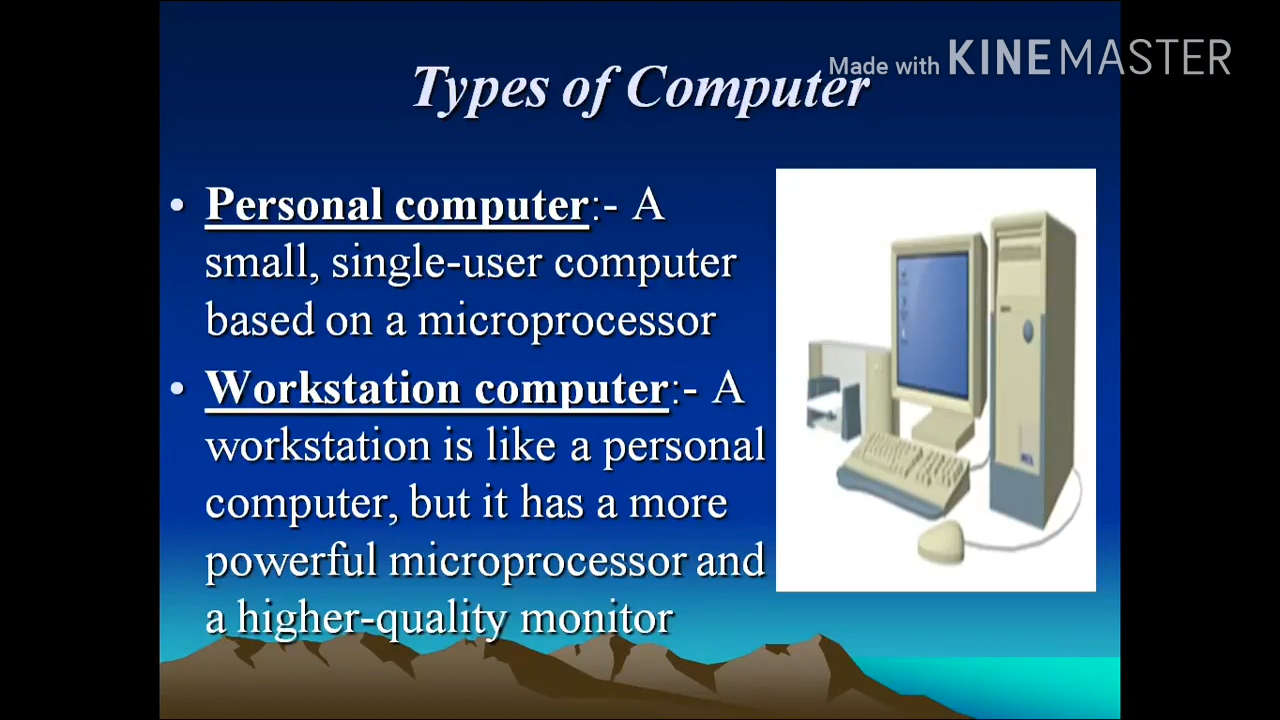 Made with KINEMASTER
Types of Computer
• Personal computer:- A
small, single-user computer
based on a microprocessor
• Workstation computer:- A
workstation is like a personal
computer, but it has a more
powerful microprocessor and
a higher-quality monitor